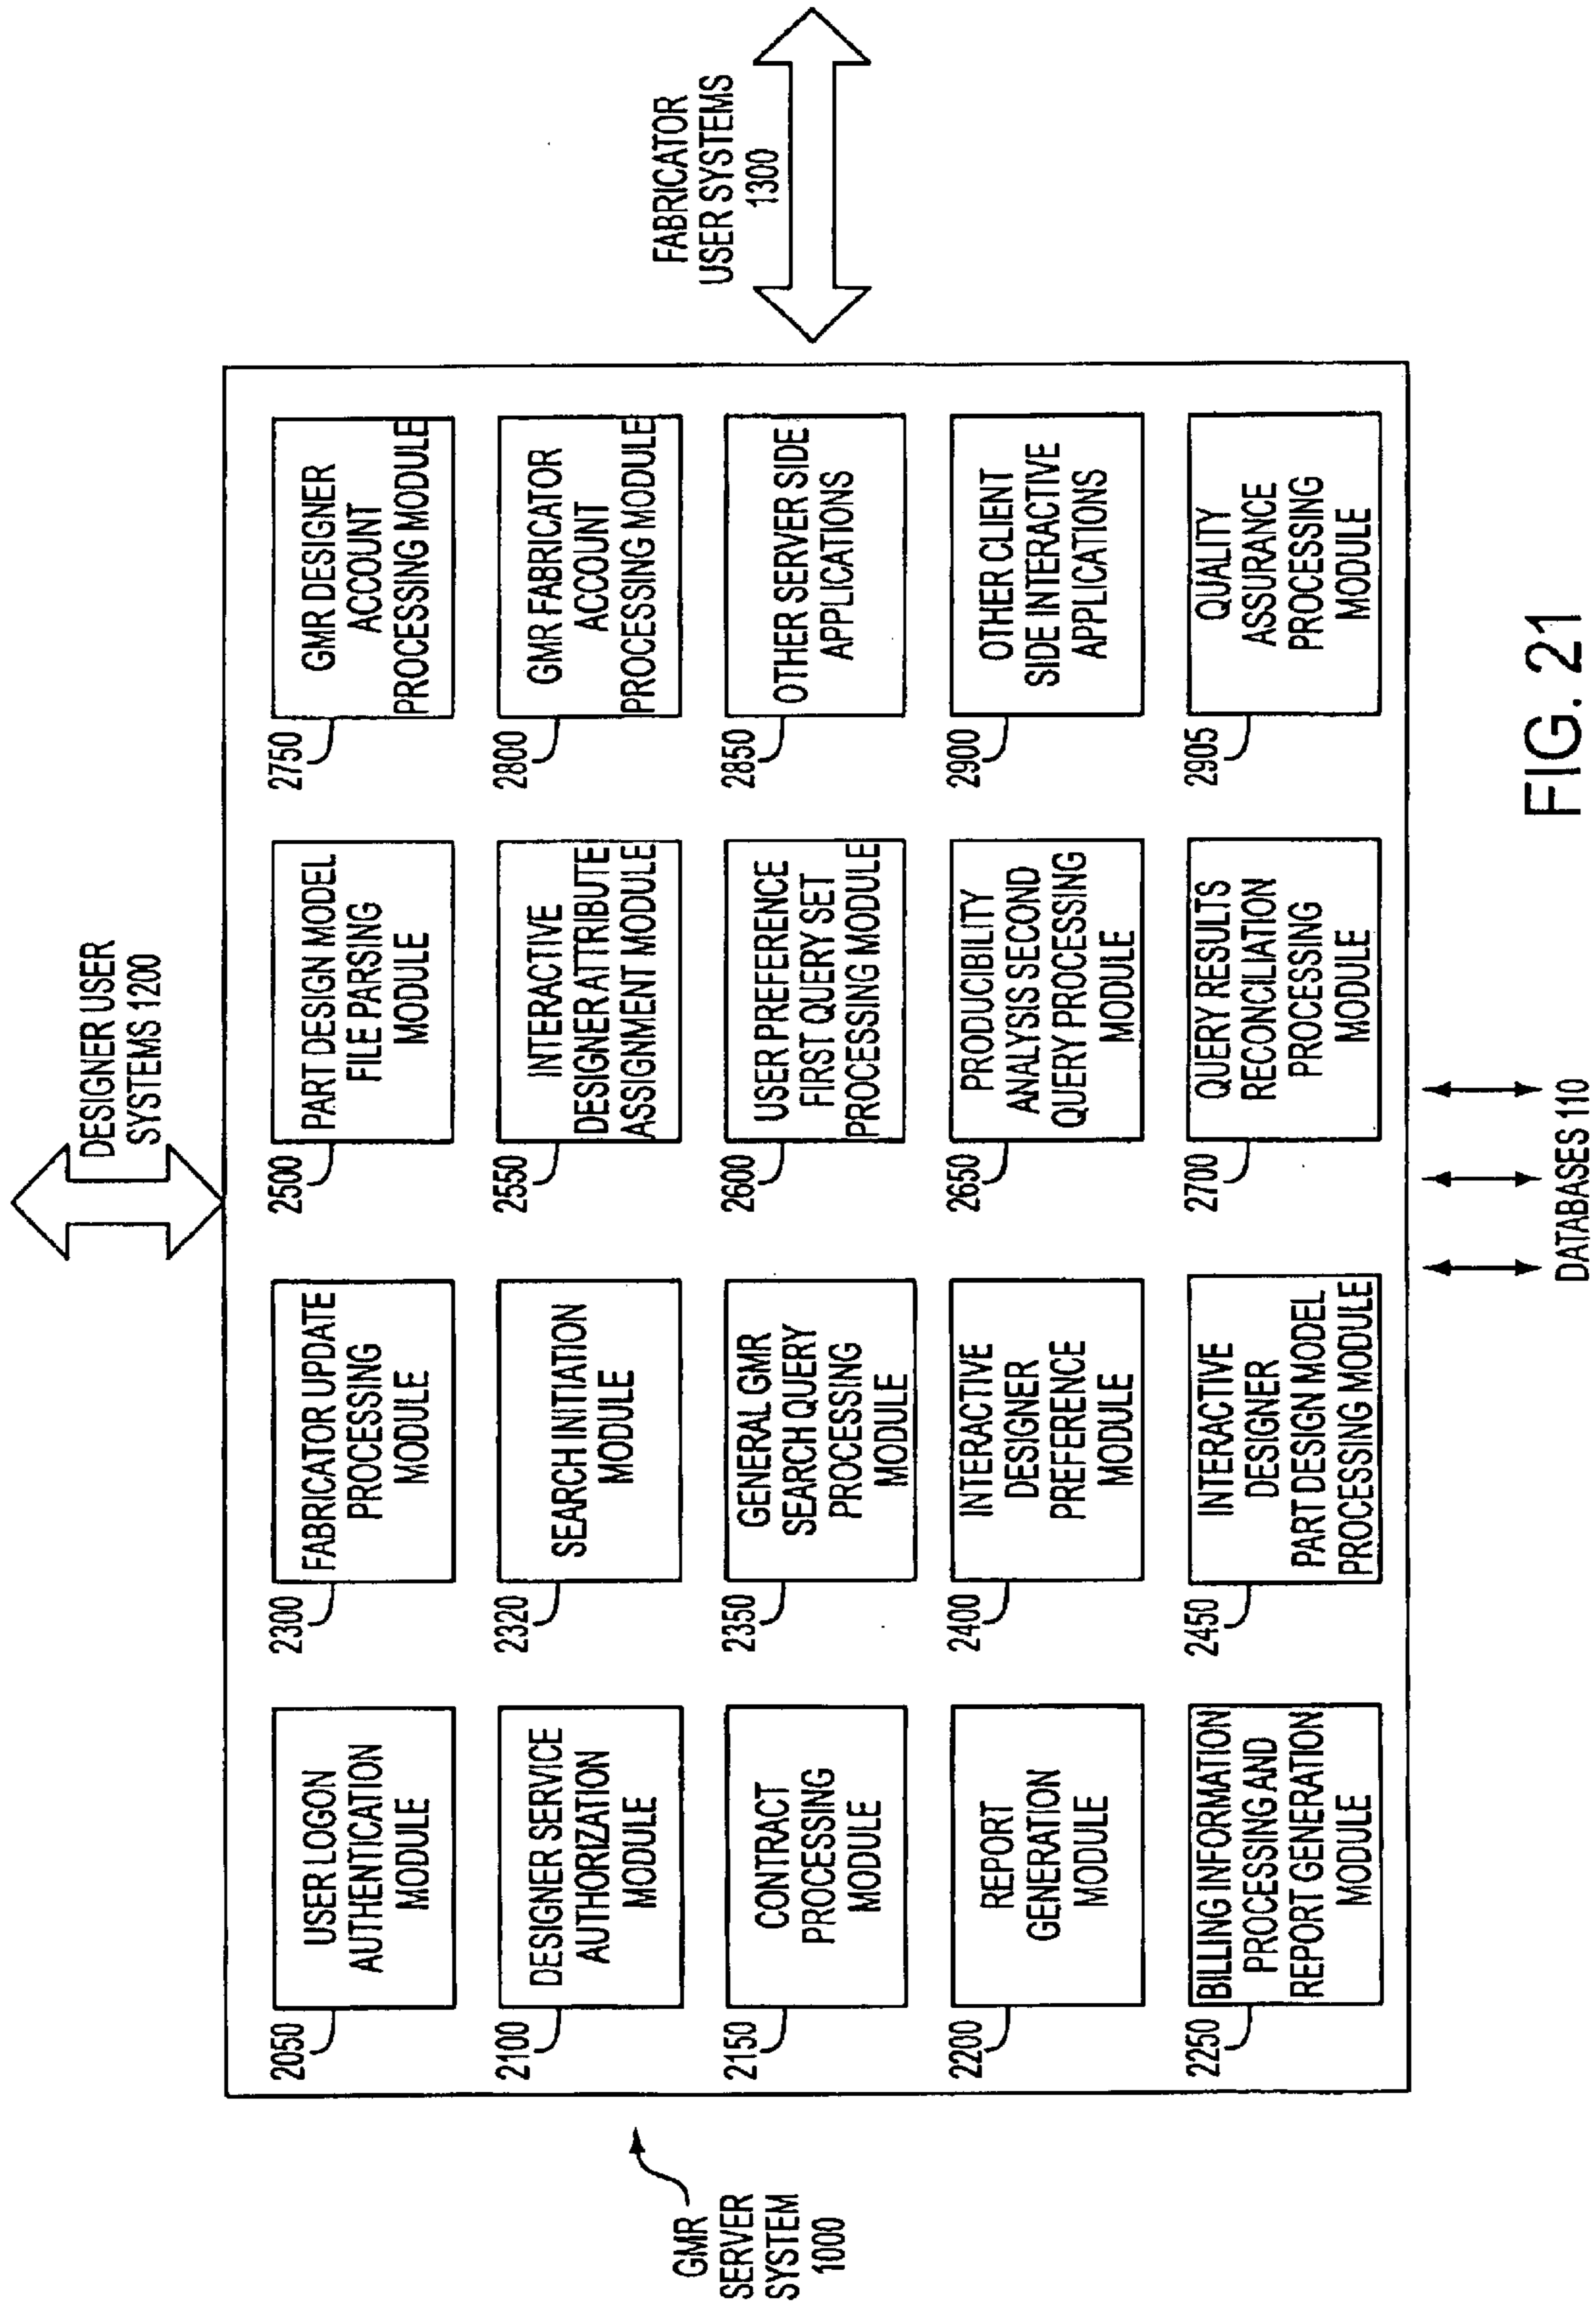 DESIGNER USER
SYSTEMS 1200
FABRICATOR
USER SYSTEMS
1300
GMR
SERVER
SYSTEM
1000
2050
USER LOGON
AUTHENTICATION
MODULE
2100
DESIGNER SERVICE
AUTHORIZATION
MODULE
2150
CONTRACT
PROCESSING
MODULE
2200
REPORT
GENERATION
MODULE
2250
BILLING INFORMATION
PROCESSING AND
REPORT GENERATION
MODULE
2300
FABRICATOR UPDATE
PROCESSING
MODULE
2320
SEARCH INITIATION
MODULE
2350
GENERAL GMR
SEARCH QUERY
PROCESSING
MODULE
2400
INTERACTIVE
DESIGNER
PREFERENCE
MODULE
2450
INTERACTIVE
DESIGNER
PART DESIGN MODEL
PROCESSING MODULE
2500
PART DESIGN MODEL
FILE PARSING
MODULE
2550
INTERACTIVE
DESIGNER ATTRIBUTE
ASSIGNMENT MODULE
2600
USER PREFERENCE
FIRST QUERY SET
PROCESSING MODULE
2650
PRODUCIBILITY
ANALYSIS SECOND
QUERY PROCESSING
MODULE
2700
QUERY RESULTS
RECONCILIATION
PROCESSING
MODULE
2750
GMR DESIGNER
ACCOUNT
PROCESSING MODULE
2800
GMR FABRICATOR
ACCOUNT
PROCESSING MODULE
2850
OTHER SERVER SIDE
APPLICATIONS
2900
OTHER CLIENT
SIDE INTERACTIVE
APPLICATIONS
2905
QUALITY
ASSURANCE
PROCESSING
MODULE
DATABASES 110
FIG. 21